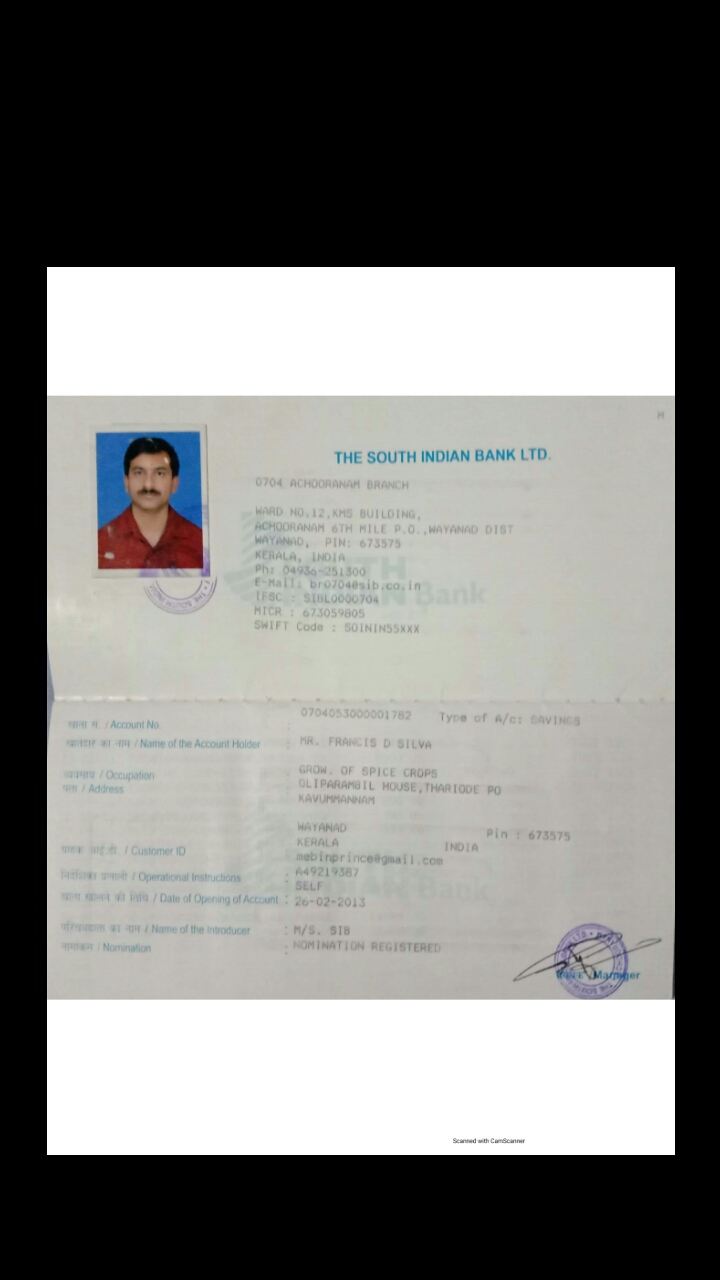 M
THE SOUTH INDIAN BANK LTD.
0704 ACHOORANAM BRANCH
WARD NO.12,KMS BUILDING,
ACHOORANAM 6TH MILE P.O.,WAYANAD DIST
WAYANAD, PIN: 673575
KERALA, INDIA
Ph: 04936-251300
E-Mail: br0704@sib.co.in
IFSC : SIBL0000704
MICR : 673059805
SWIFT Code : SOININ55XXX
Bank
खाता सं. / Account No. : 0704053000001782 Type of A/c: SAVINGS
खातेदार का नाम / Name of the Account Holder : MR. FRANCIS D SILVA
व्यवसाय / Occupation : GROW. OF SPICE CROPS
पता / Address : OLIPARAMBIL HOUSE,THARIODE PO
KAVUMMANNAM
WAYANAD Pin : 673575
KERALA INDIA
mebinprince@gmail.com
ग्राहक आई.डी. / Customer ID : A49219387
/ Operational Instructions : SELF
खाता खोलने की तिथि / Date of Opening of Account : 26-02-2013
परिचयदाता का नाम / Name of the Introducer : M/S. SIB
नामांकन / Nomination : NOMINATION REGISTERED
Manager
Scanned with CamScanner